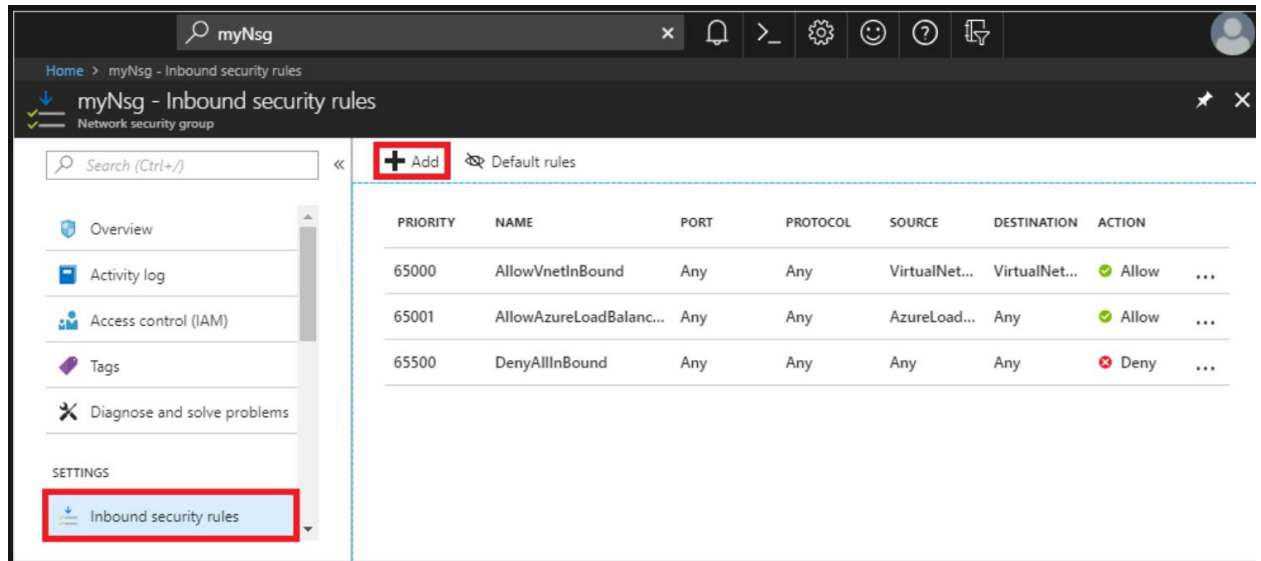 myNsg
Home > myNsg - Inbound security rules
myNsg - Inbound security rules
Network security group
Search (Ctrl+/)
Add Default rules
Overview
Activity log
Access control (IAM)
Tags
Diagnose and solve problems
SETTINGS
Inbound security rules
PRIORITY NAME PORT PROTOCOL SOURCE DESTINATION ACTION
65000 AllowVnetInBound Any Any VirtualNet... VirtualNet... Allow ...
65001 AllowAzureLoadBalanc... Any Any AzureLoad... Any Allow ...
65500 DenyAllInBound Any Any Any Any Deny ...